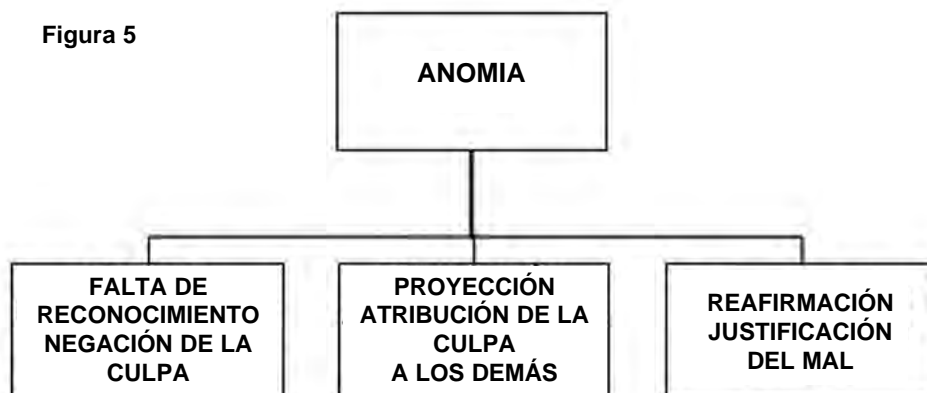 Figura 5
ANOMIA
FALTA DE
RECONOCIMIENTO
NEGACIÓN DE LA
CULPA
PROYECCIÓN
ATRIBUCIÓN DE LA
CULPA
A LOS DEMÁS
REAFIRMACIÓN
JUSTIFICACIÓN
DEL MAL